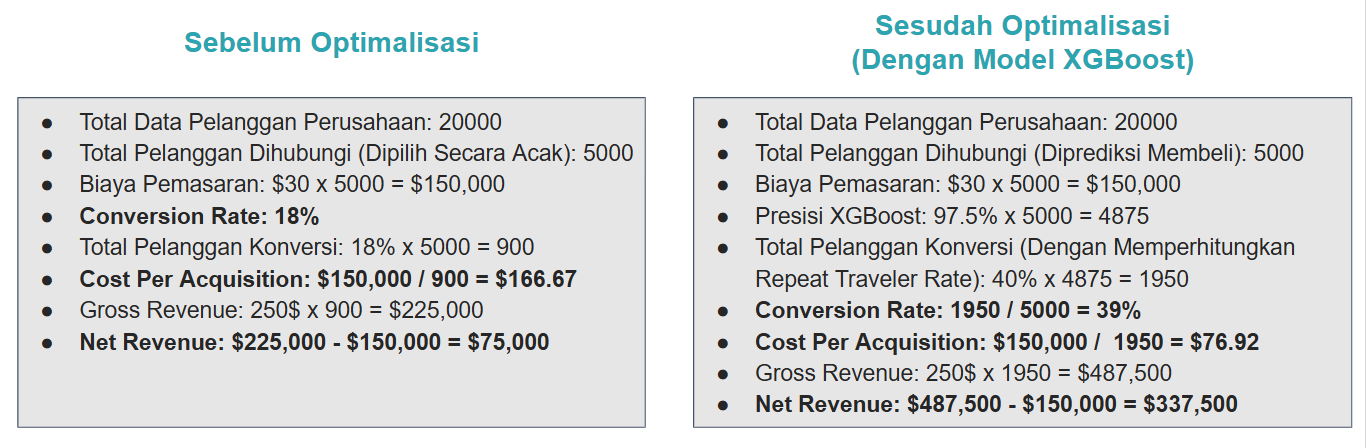 Sebelum Optimalisasi
● Total Data Pelanggan Perusahaan: 20000
● Total Pelanggan Dihubungi (Dipilih Secara Acak): 5000
● Biaya Pemasaran: $30 x 5000 = $150,000
● Conversion Rate: 18%
● Total Pelanggan Konversi: 18% x 5000 = 900
● Cost Per Acquisition: $150,000 / 900 = $166.67
● Gross Revenue: 250$ x 900 = $225,000
● Net Revenue: $225,000 - $150,000 = $75,000
Sesudah Optimalisasi
(Dengan Model XGBoost)
● Total Data Pelanggan Perusahaan: 20000
● Total Pelanggan Dihubungi (Diprediksi Membeli): 5000
● Biaya Pemasaran: $30 x 5000 = $150,000
● Presisi XGBoost: 97.5% x 5000 = 4875
● Total Pelanggan Konversi (Dengan Memperhitungkan
Repeat Traveler Rate): 40% x 4875 = 1950
● Conversion Rate: 1950 / 5000 = 39%
● Cost Per Acquisition: $150,000 / 1950 = $76.92
● Gross Revenue: 250$ x 1950 = $487,500
● Net Revenue: $487,500 - $150,000 = $337,500